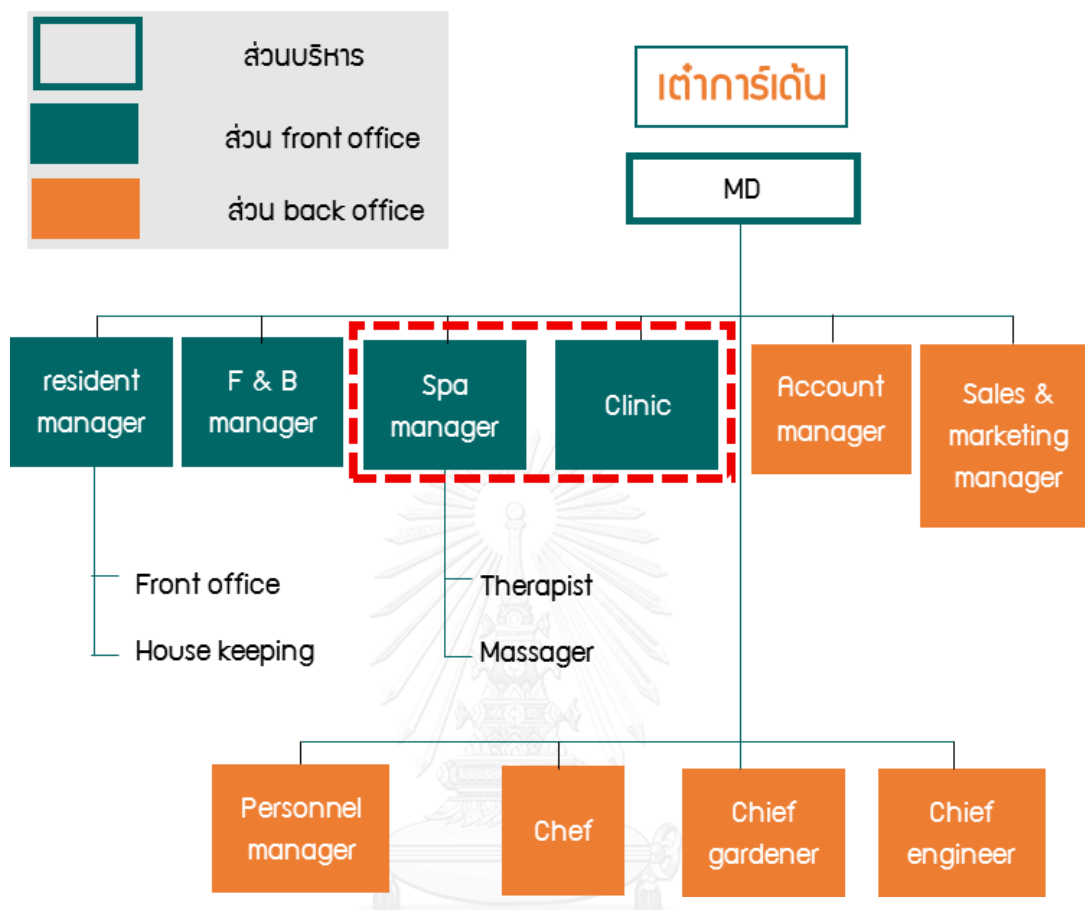 ส่วนบริหาร
ส่วน front office
ส่วน back office
เต๋าการ์เด้น
MD
resident
manager
F & B
manager
Spa
manager
Clinic
Account
manager
Sales &
marketing
manager
Front office
House keeping
Therapist
Massager
Personnel
manager
Chef
Chief
gardener
Chief
engineer